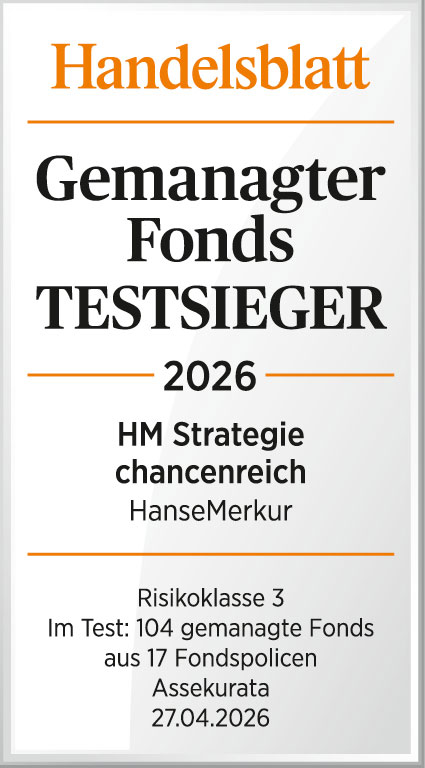 Handelsblatt
Gemanagter
Fonds
TESTSIEGER
2026
HM Strategie
chancenreich
HanseMerkur
Risikoklasse 3
Im Test: 104 gemanagte Fonds
aus 17 Fondspolicen
Assekurata
27.04.2026